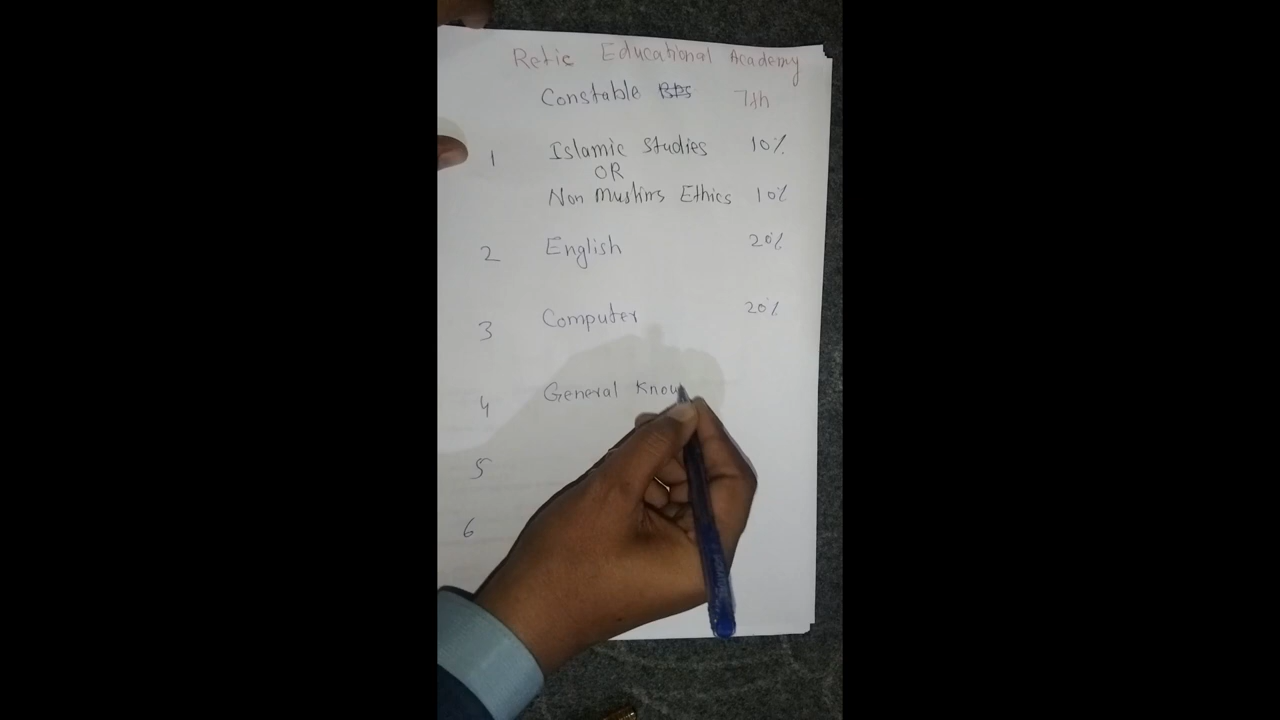 Retic Educational Academy
Constable BPS 7th
1 Islamic Studies 10%
OR
Non Muslims Ethics 10%
2 English 20%
3 Computer 20%
4 General Know
5
6